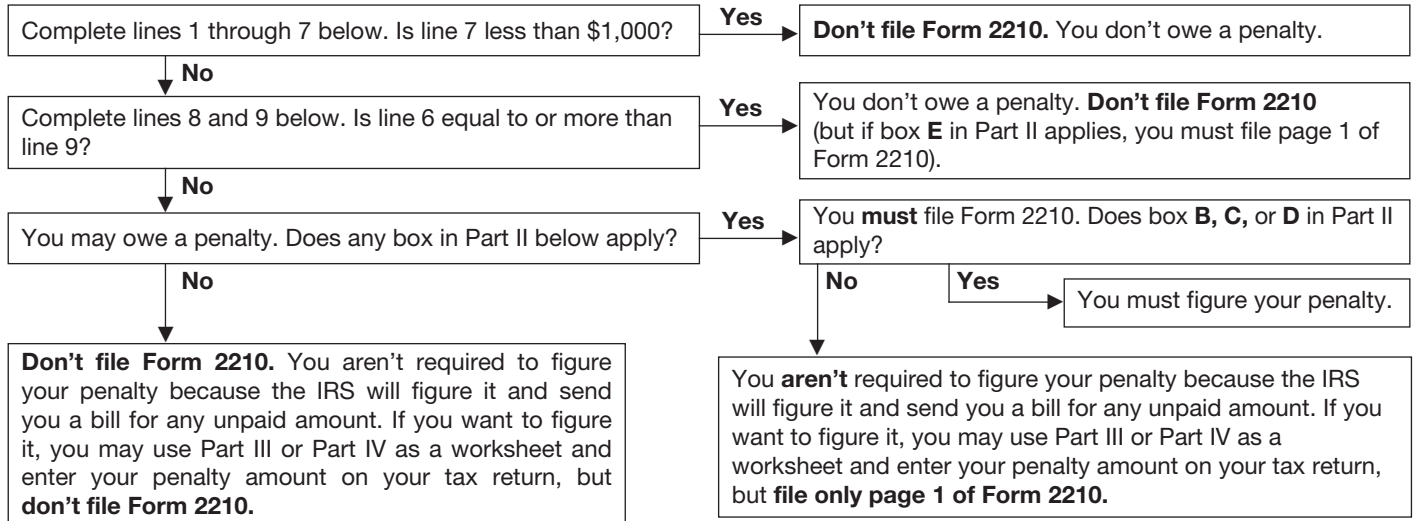 Complete lines 1 through 7 below. Is line 7 less than $1,000?
Yes
Don't file Form 2210. You don't owe a penalty.
No
Complete lines 8 and 9 below. Is line 6 equal to or more than
line 9?
Yes
You don't owe a penalty. Don't file Form 2210
(but if box E in Part II applies, you must file page 1 of
Form 2210).
No
You may owe a penalty. Does any box in Part II below apply?
Yes
You must file Form 2210. Does box B, C, or D in Part II
apply?
No
No
Yes
You must figure your penalty.
Don't file Form 2210. You aren't required to figure
your penalty because the IRS will figure it and send
you a bill for any unpaid amount. If you want to figure
it, you may use Part III or Part IV as a worksheet and
enter your penalty amount on your tax return, but
don't file Form 2210.
You aren't required to figure your penalty because the IRS
will figure it and send you a bill for any unpaid amount. If you
want to figure it, you may use Part III or Part IV as a
worksheet and enter your penalty amount on your tax return,
but file only page 1 of Form 2210.